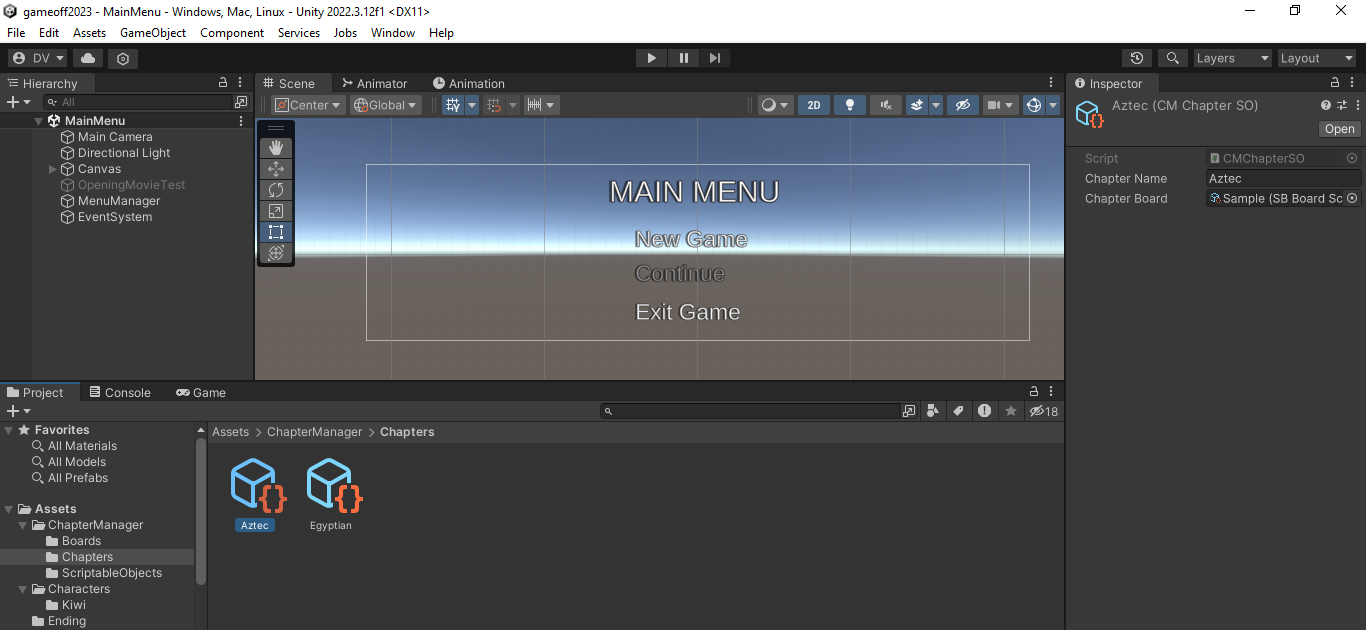 gameoff2023 - MainMenu - Windows, Mac, Linux - Unity 2022.3.12f1 <DX11>
File Edit Assets GameObject Component Services Jobs Window Help
DV Layers Layout
Hierarchy
All
MainMenu
Main Camera
Directional Light
Canvas
OpeningMovieTest
MenuManager
EventSystem
Scene Animator Animation
Center Global 2D
MAIN MENU
New Game
Continue
Exit Game
Inspector
Aztec (CM Chapter SO)
Open
Script CMChapterSO
Chapter Name Aztec
Chapter Board Sample (SB Board Sc
Project Console Game
18
Favorites
All Materials
All Models
All Prefabs
Assets
ChapterManager
Boards
Chapters
ScriptableObjects
Characters
Kiwi
Ending
Assets > ChapterManager > Chapters
Aztec Egyptian